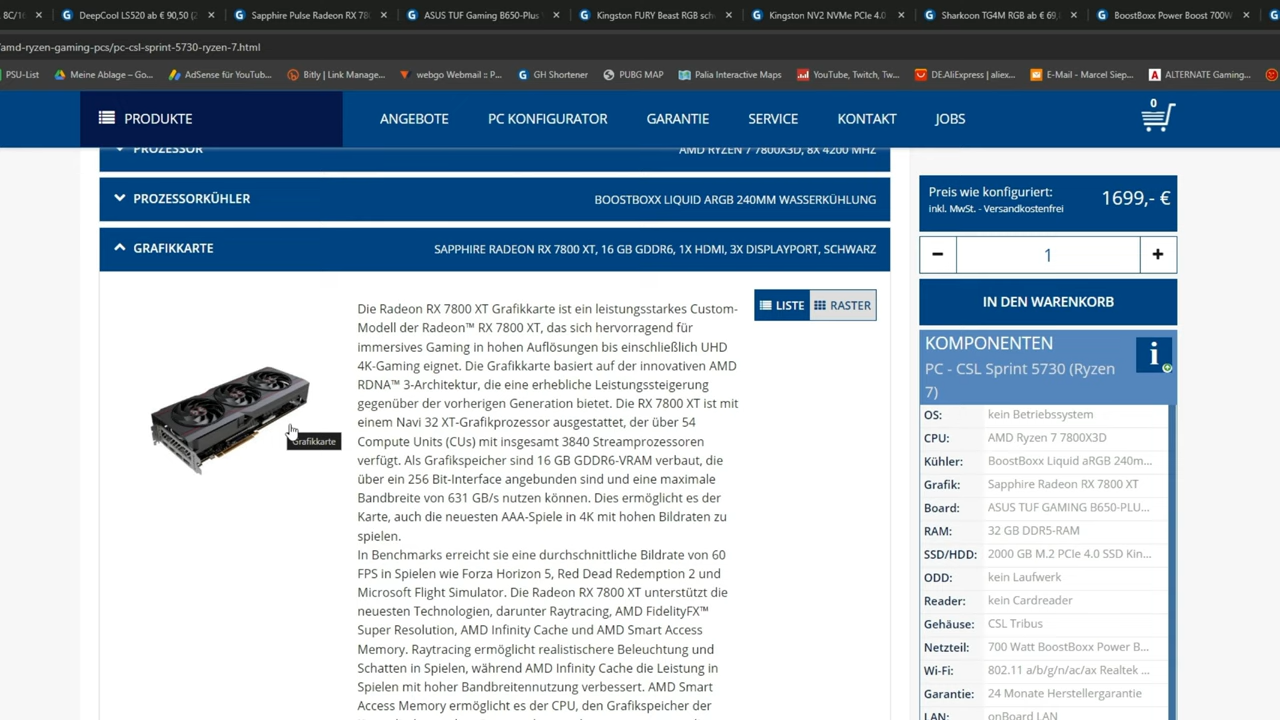 8C/16
DeepCool LS520 ab € 90,50 (2
Sapphire Pulse Radeon RX 780
ASUS TUF Gaming B650-Plus
Kingston FURY Beast RGB schw
Kingston NV2 NVMe PCIe 4.0
Sharkoon TG4M RGB ab € 69,
BoostBoxx Power Boost 700W
/amd-ryzen-gaming-pcs/pc-csl-sprint-5730-ryzen-7.html
PSU-List
Meine Ablage – Go...
AdSense für YouTub...
Bitly | Link Manage...
webgo Webmail :: P...
GH Shortener
PUBG MAP
Palia Interactive Maps
YouTube, Twitch, Tw...
DE.AliExpress | aliex...
E-Mail - Marcel Siep...
ALTERNATE Gaming...
PRODUKTE
ANGEBOTE
PC KONFIGURATOR
GARANTIE
SERVICE
KONTAKT
JOBS
0
PROZESSOR
AMD RYZEN 7 7800X3D, 8X 4200 MHZ
PROZESSORKÜHLER
BOOSTBOXX LIQUID ARGB 240MM WASSERKÜHLUNG
GRAFIKKARTE
SAPPHIRE RADEON RX 7800 XT, 16 GB GDDR6, 1X HDMI, 3X DISPLAYPORT, SCHWARZ
LISTE
RASTER
Grafikkarte
Die Radeon RX 7800 XT Grafikkarte ist ein leistungsstarkes Custom-
Modell der Radeon™ RX 7800 XT, das sich hervorragend für
immersives Gaming in hohen Auflösungen bis einschließlich UHD
4K-Gaming eignet. Die Grafikkarte basiert auf der innovativen AMD
RDNA™ 3-Architektur, die eine erhebliche Leistungssteigerung
gegenüber der vorherigen Generation bietet. Die RX 7800 XT ist mit
einem Navi 32 XT-Grafikprozessor ausgestattet, der über 54
Compute Units (CUs) mit insgesamt 3840 Streamprozessoren
verfügt. Als Grafikspeicher sind 16 GB GDDR6-VRAM verbaut, die
über ein 256 Bit-Interface angebunden sind und eine maximale
Bandbreite von 631 GB/s nutzen können. Dies ermöglicht es der
Karte, auch die neuesten AAA-Spiele in 4K mit hohen Bildraten zu
spielen.
In Benchmarks erreicht sie eine durchschnittliche Bildrate von 60
FPS in Spielen wie Forza Horizon 5, Red Dead Redemption 2 und
Microsoft Flight Simulator. Die Radeon RX 7800 XT unterstützt die
neuesten Technologien, darunter Raytracing, AMD FidelityFX™
Super Resolution, AMD Infinity Cache und AMD Smart Access
Memory. Raytracing ermöglicht realistischere Beleuchtung und
Schatten in Spielen, während AMD Infinity Cache die Leistung in
Spielen mit hoher Bandbreitennutzung verbessert. AMD Smart
Access Memory ermöglicht es der CPU, den Grafikspeicher der
Preis wie konfiguriert:
1699,- €
inkl. MwSt. - Versandkostenfrei
− 1 +
IN DEN WARENKORB
KOMPONENTEN
PC - CSL Sprint 5730 (Ryzen
7)
i
OS: kein Betriebssystem
CPU: AMD Ryzen 7 7800X3D
Kühler: BoostBoxx Liquid aRGB 240m...
Grafik: Sapphire Radeon RX 7800 XT
Board: ASUS TUF GAMING B650-PLU...
RAM: 32 GB DDR5-RAM
SSD/HDD: 2000 GB M.2 PCIe 4.0 SSD Kin...
ODD: kein Laufwerk
Reader: kein Cardreader
Gehäuse: CSL Tribus
Netzteil: 700 Watt BoostBoxx Power B...
Wi-Fi: 802.11 a/b/g/n/ac/ax Realtek ...
Garantie: 24 Monate Herstellergarantie
LAN: onBoard LAN